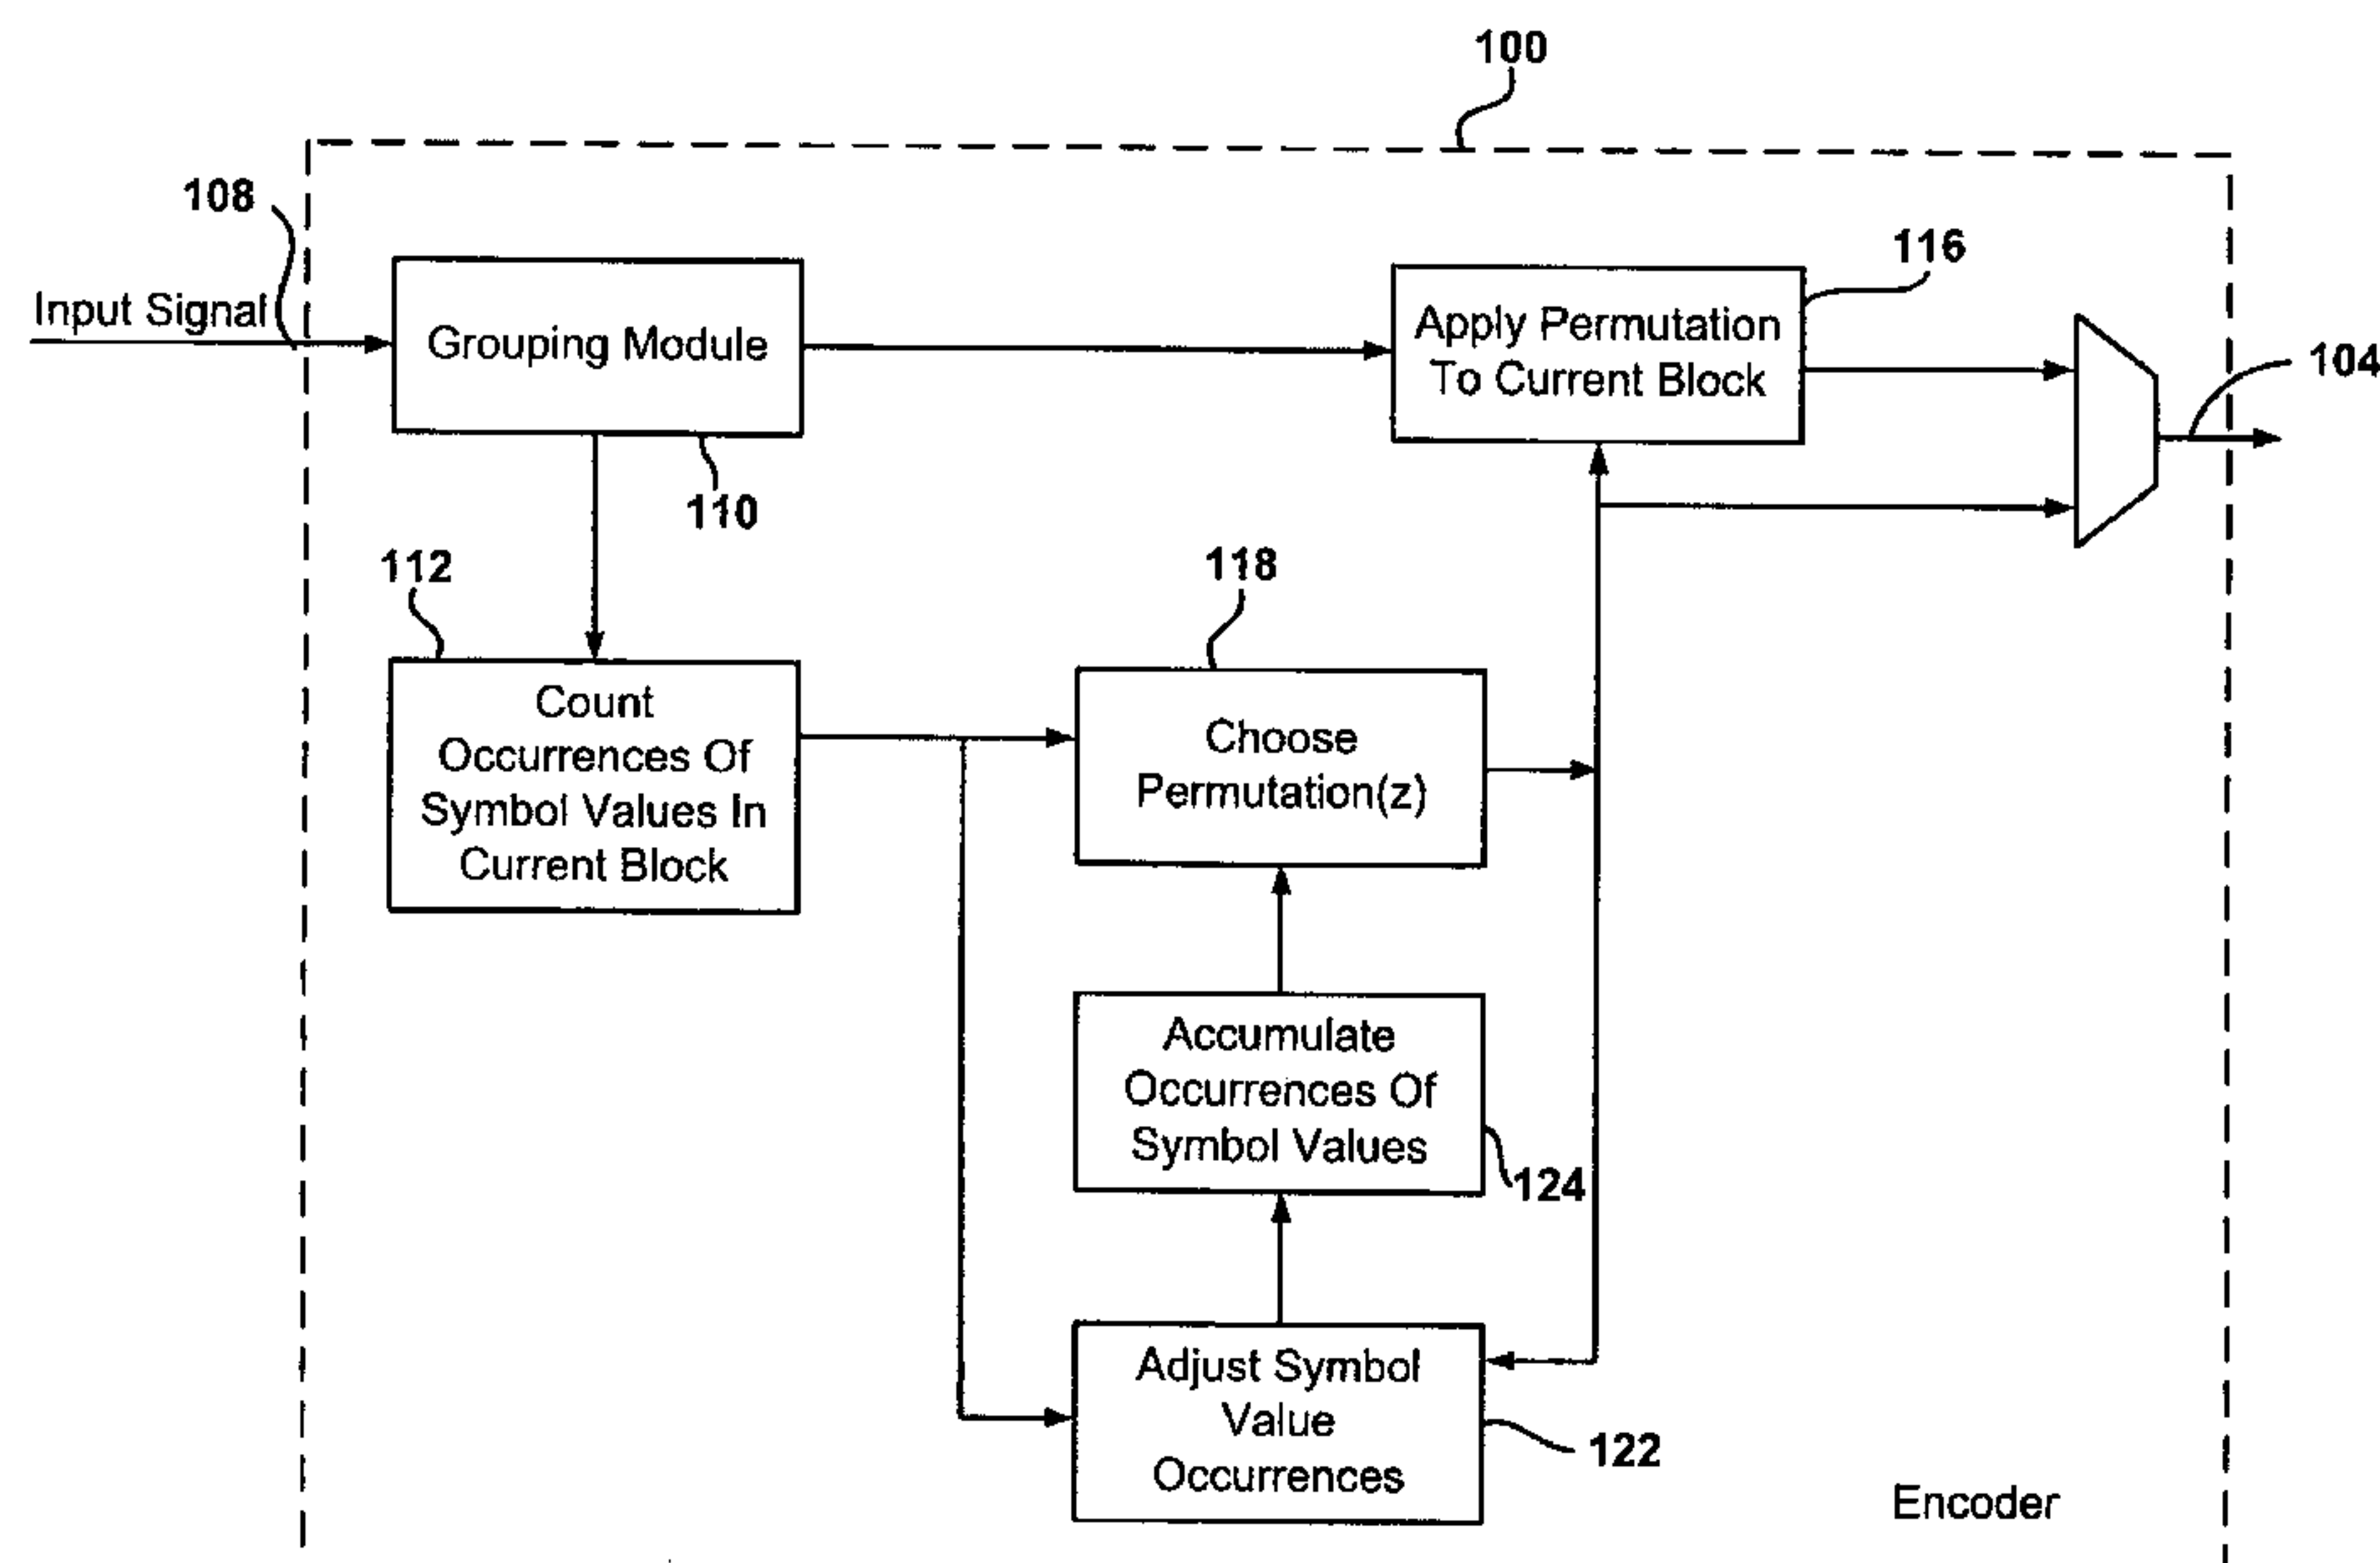 100
108
Input Signal
Grouping Module
110
Apply Permutation
To Current Block
116
104
112
Count
Occurrences Of
Symbol Values In
Current Block
118
Choose
Permutation(z)
Accumulate
Occurrences Of
Symbol Values
124
Adjust Symbol
Value
Occurrences
122
Encoder